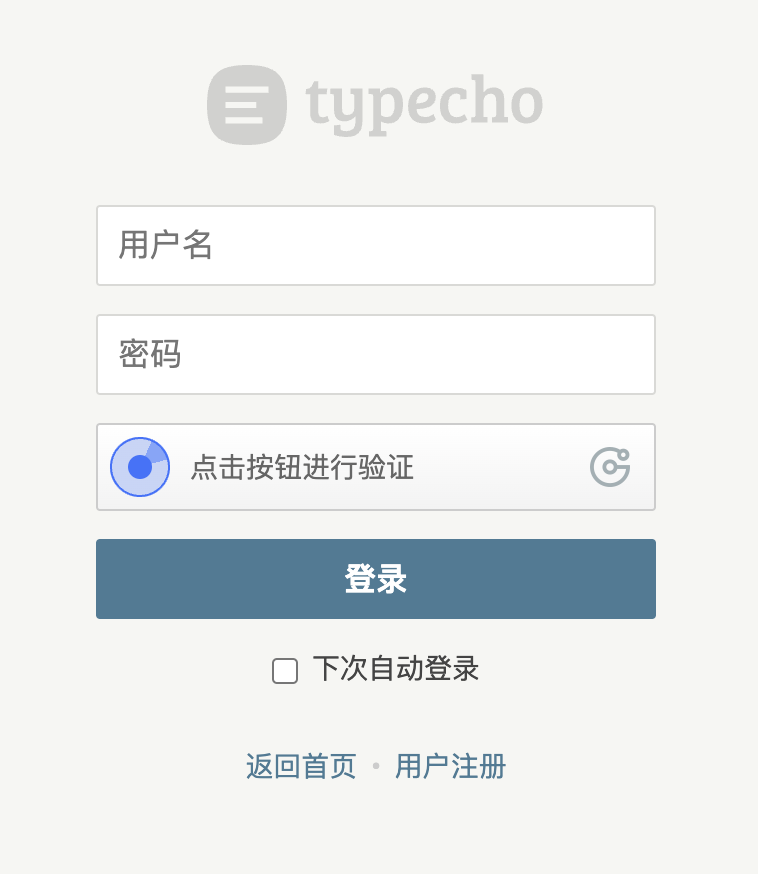 typecho
用户名
密码
点击按钮进行验证
登录
下次自动登录
返回首页 • 用户注册